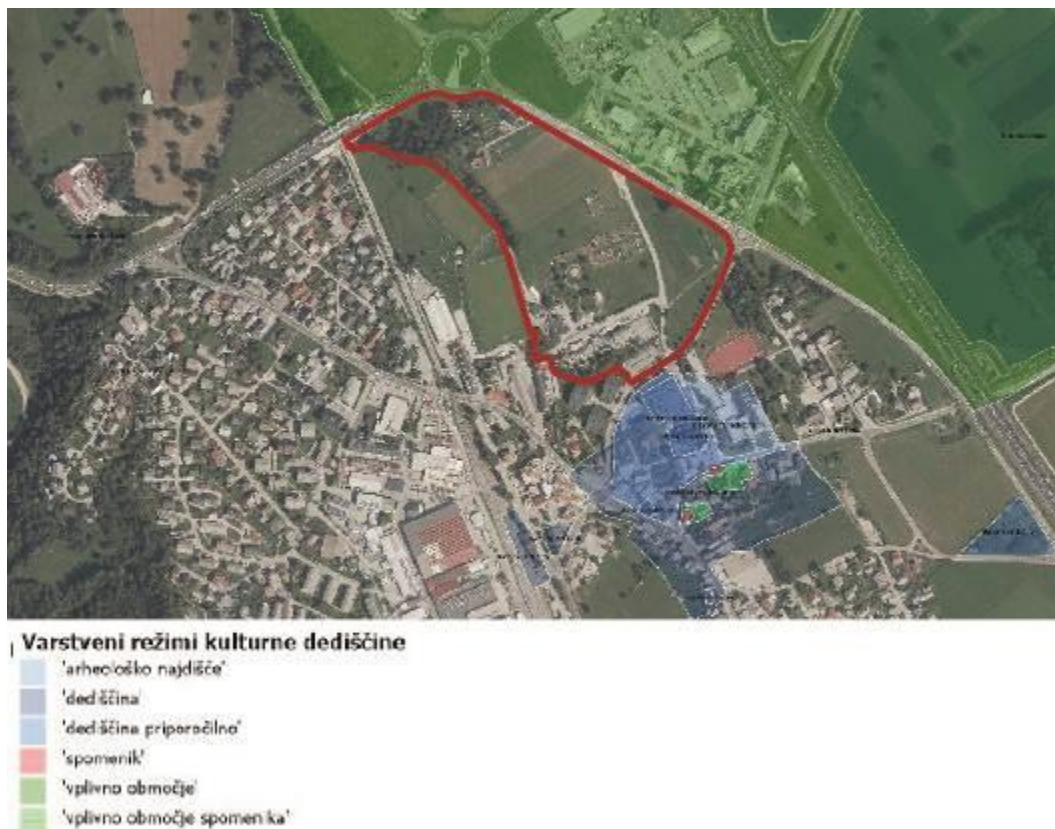 Varstveni režimi kulturne dediščine
'arheološko najdišče'
'dediščina'
'dediščina priporočilno'
'spomenik'
'vplivno območje'
'vplivno območje spomenika'